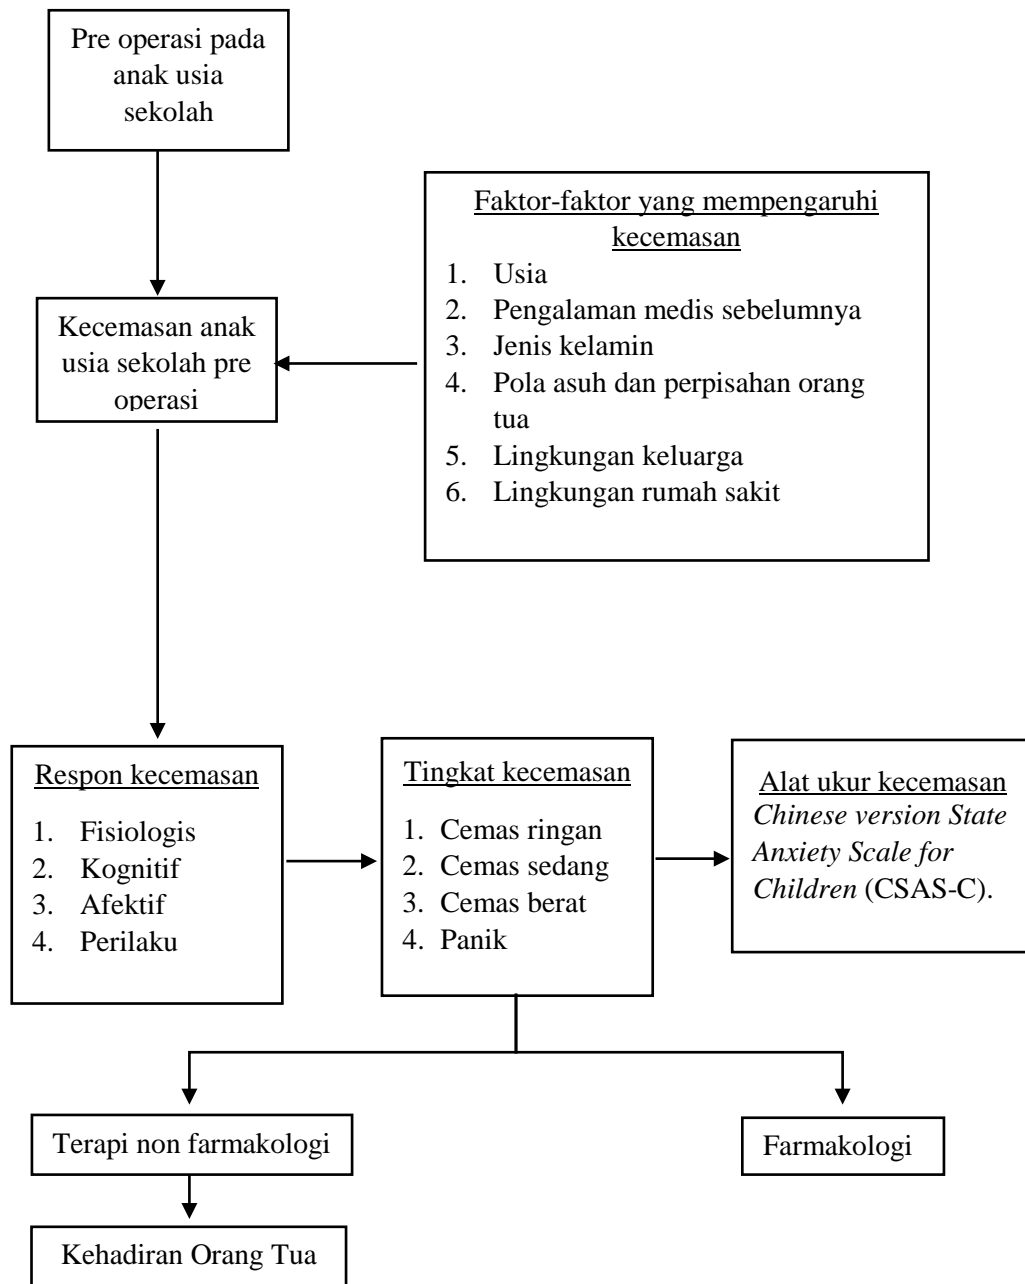 Pre operasi pada
anak usia
sekolah
Faktor-faktor yang mempengaruhi
kecemasan
1. Usia
2. Pengalaman medis sebelumnya
3. Jenis kelamin
4. Pola asuh dan perpisahan orang
tua
5. Lingkungan keluarga
6. Lingkungan rumah sakit
Kecemasan anak
usia sekolah pre
operasi
Respon kecemasan
1. Fisiologis
2. Kognitif
3. Afektif
4. Perilaku
Tingkat kecemasan
1. Cemas ringan
2. Cemas sedang
3. Cemas berat
4. Panik
Alat ukur kecemasan
Chinese version State
Anxiety Scale for
Children (CSAS-C).
Terapi non farmakologi
Farmakologi
Kehadiran Orang Tua